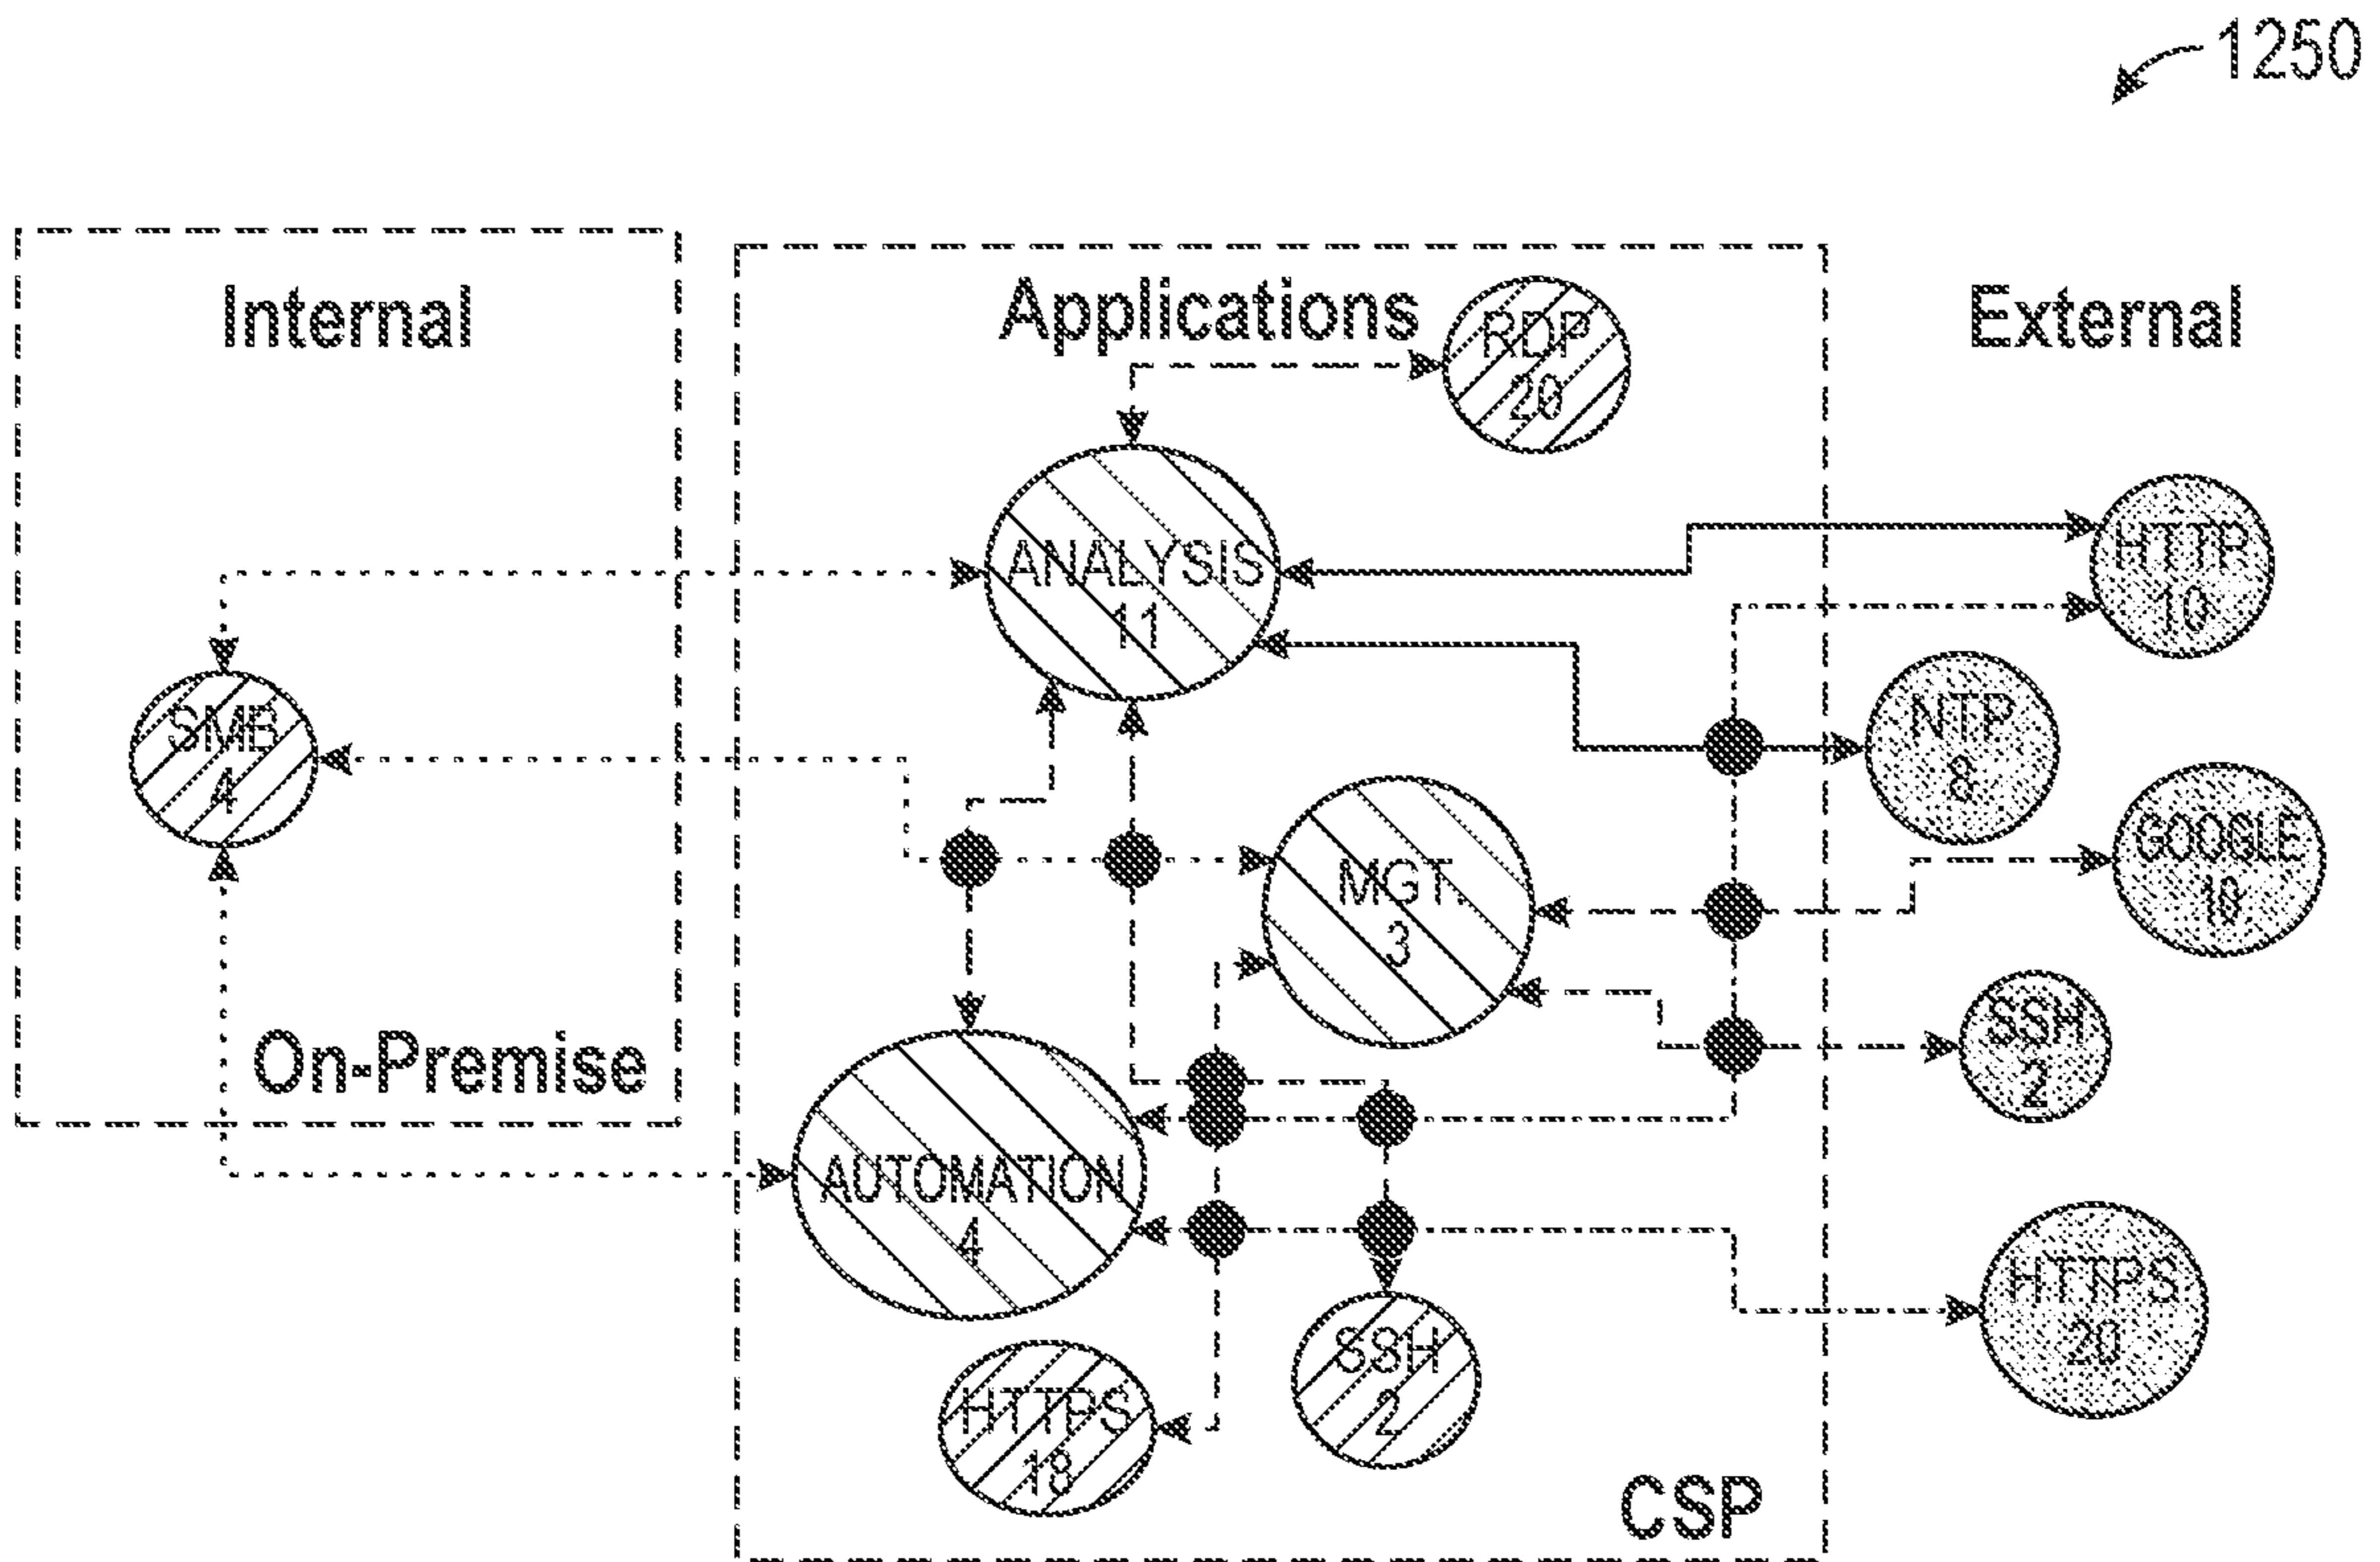 1250
Internal
Applications
External
RDP
20
ANALYSIS
11
HTTP
10
SMB
4
NTP
8
MGT.
3
GOOGLE
On-Premise
SSH
2
AUTOMATION
4
HTTPS
20
SSH
2
HTTPS
18
CSP